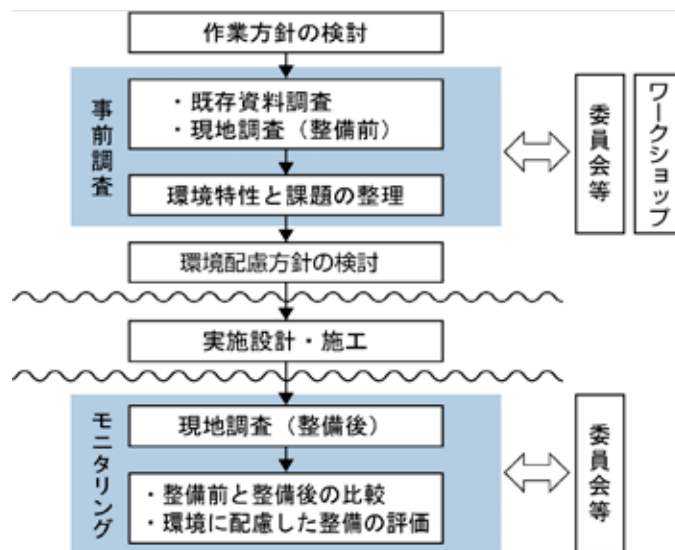 作業方針の検討
事前調査
・既存資料調査
・現地調査（整備前）
環境特性と課題の整理
委員会等
ワークショップ
環境配慮方針の検討
実施設計・施工
モニタリング
現地調査（整備後）
・整備前と整備後の比較
・環境に配慮した整備の評価
委員会等